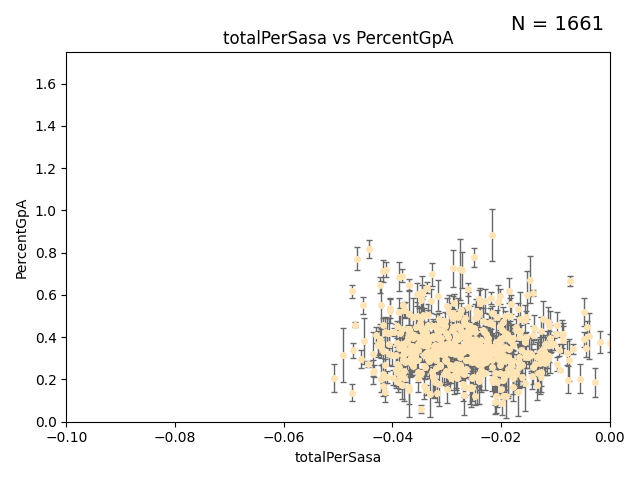 N = 1661
totalPerSasa vs PercentGpA
PercentGpA
1.6
1.4
1.2
1.0
0.8
0.6
0.4
0.2
0.0
−0.10 −0.08 −0.06 −0.04 −0.02 0.00
totalPerSasa